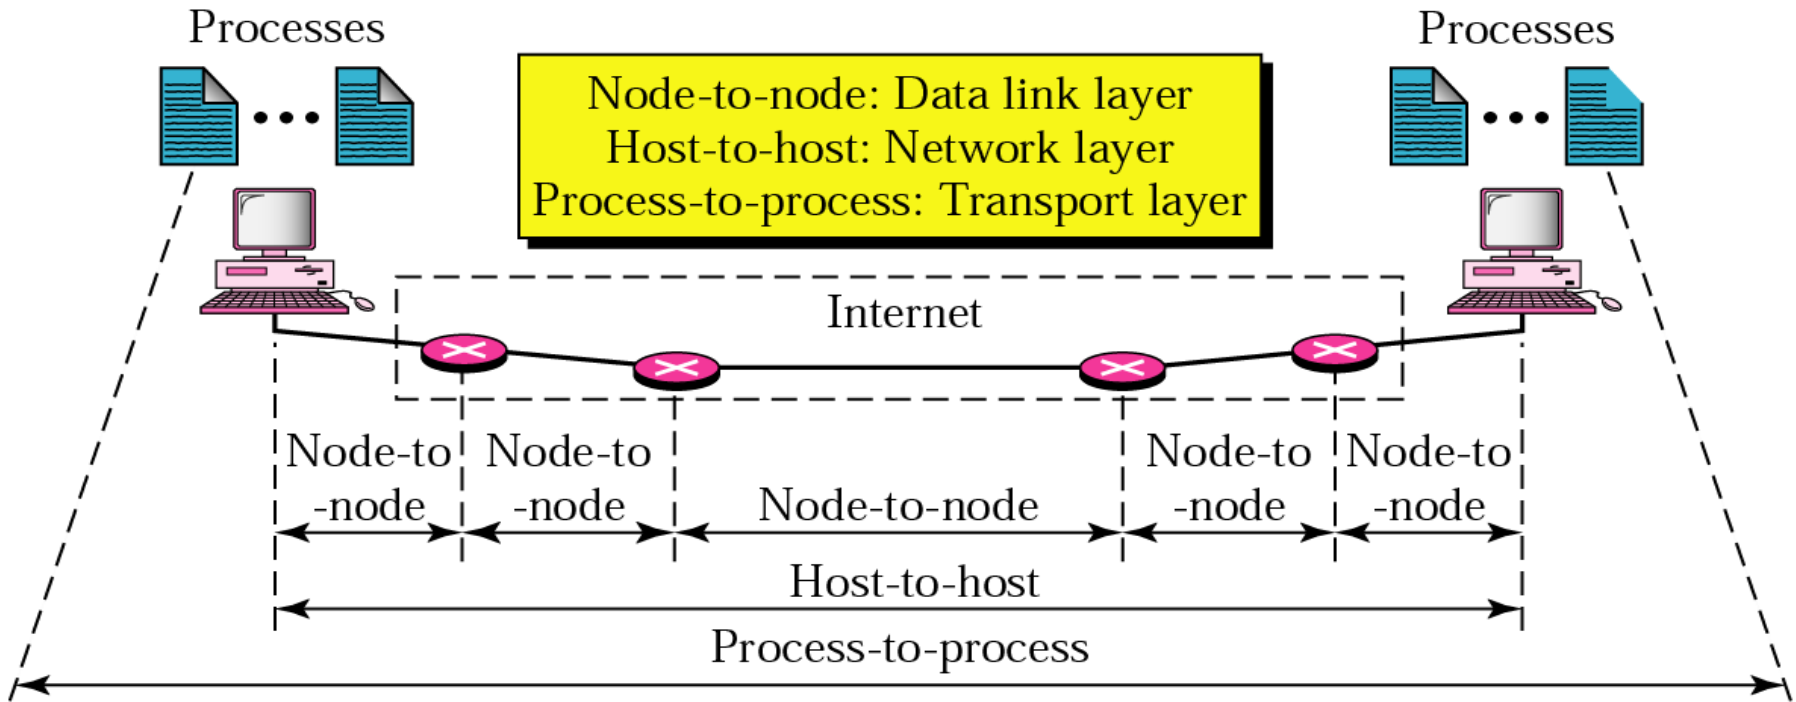 Processes
Processes
Node-to-node: Data link layer
Host-to-host: Network layer
Process-to-process: Transport layer
Internet
Node-to
-node
Node-to
-node
Node-to-node
Node-to
-node
Node-to
-node
Host-to-host
Process-to-process